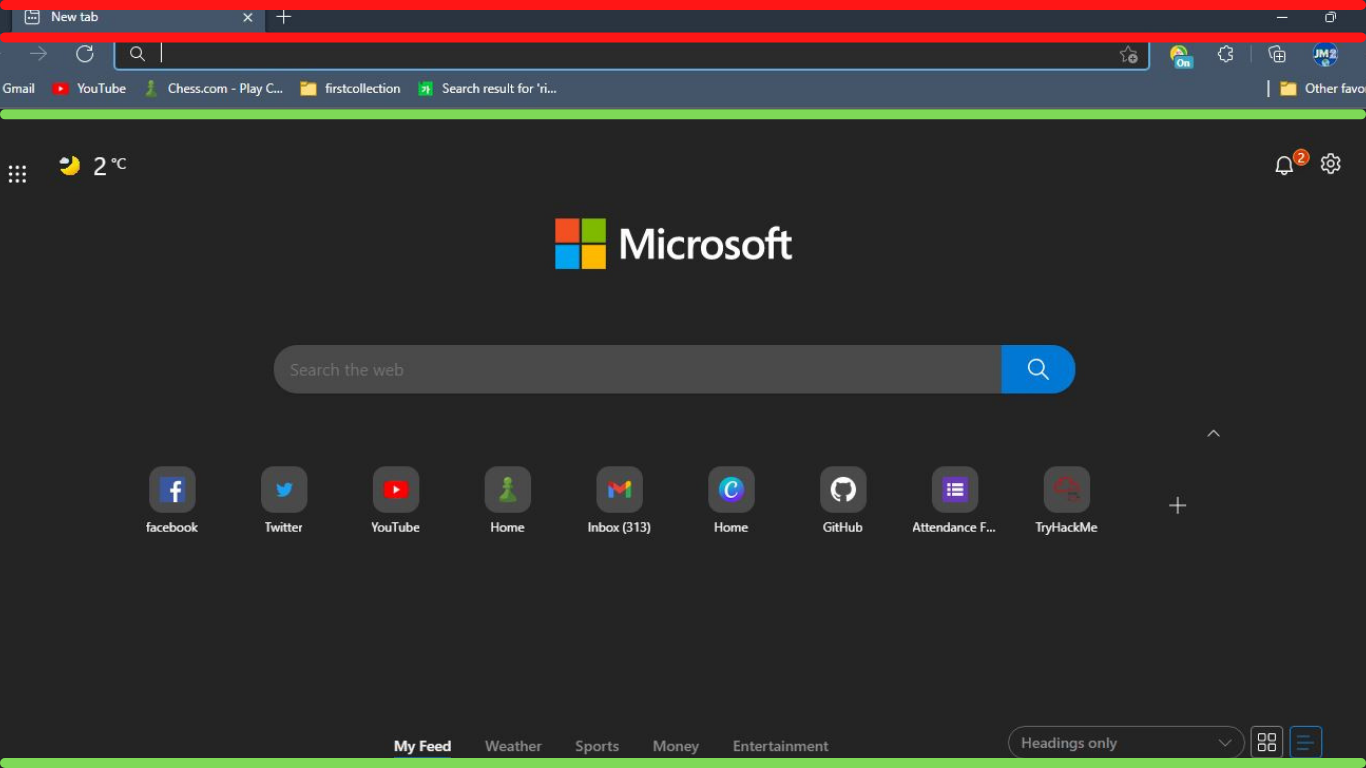 New tab
On
JM2
Gmail YouTube Chess.com - Play C... firstcollection Search result for 'ri... Other favo
2 °C
2
Microsoft
Search the web
facebook Twitter YouTube Home Inbox (313) Home GitHub Attendance F... TryHackMe
My Feed Weather Sports Money Entertainment Headings only